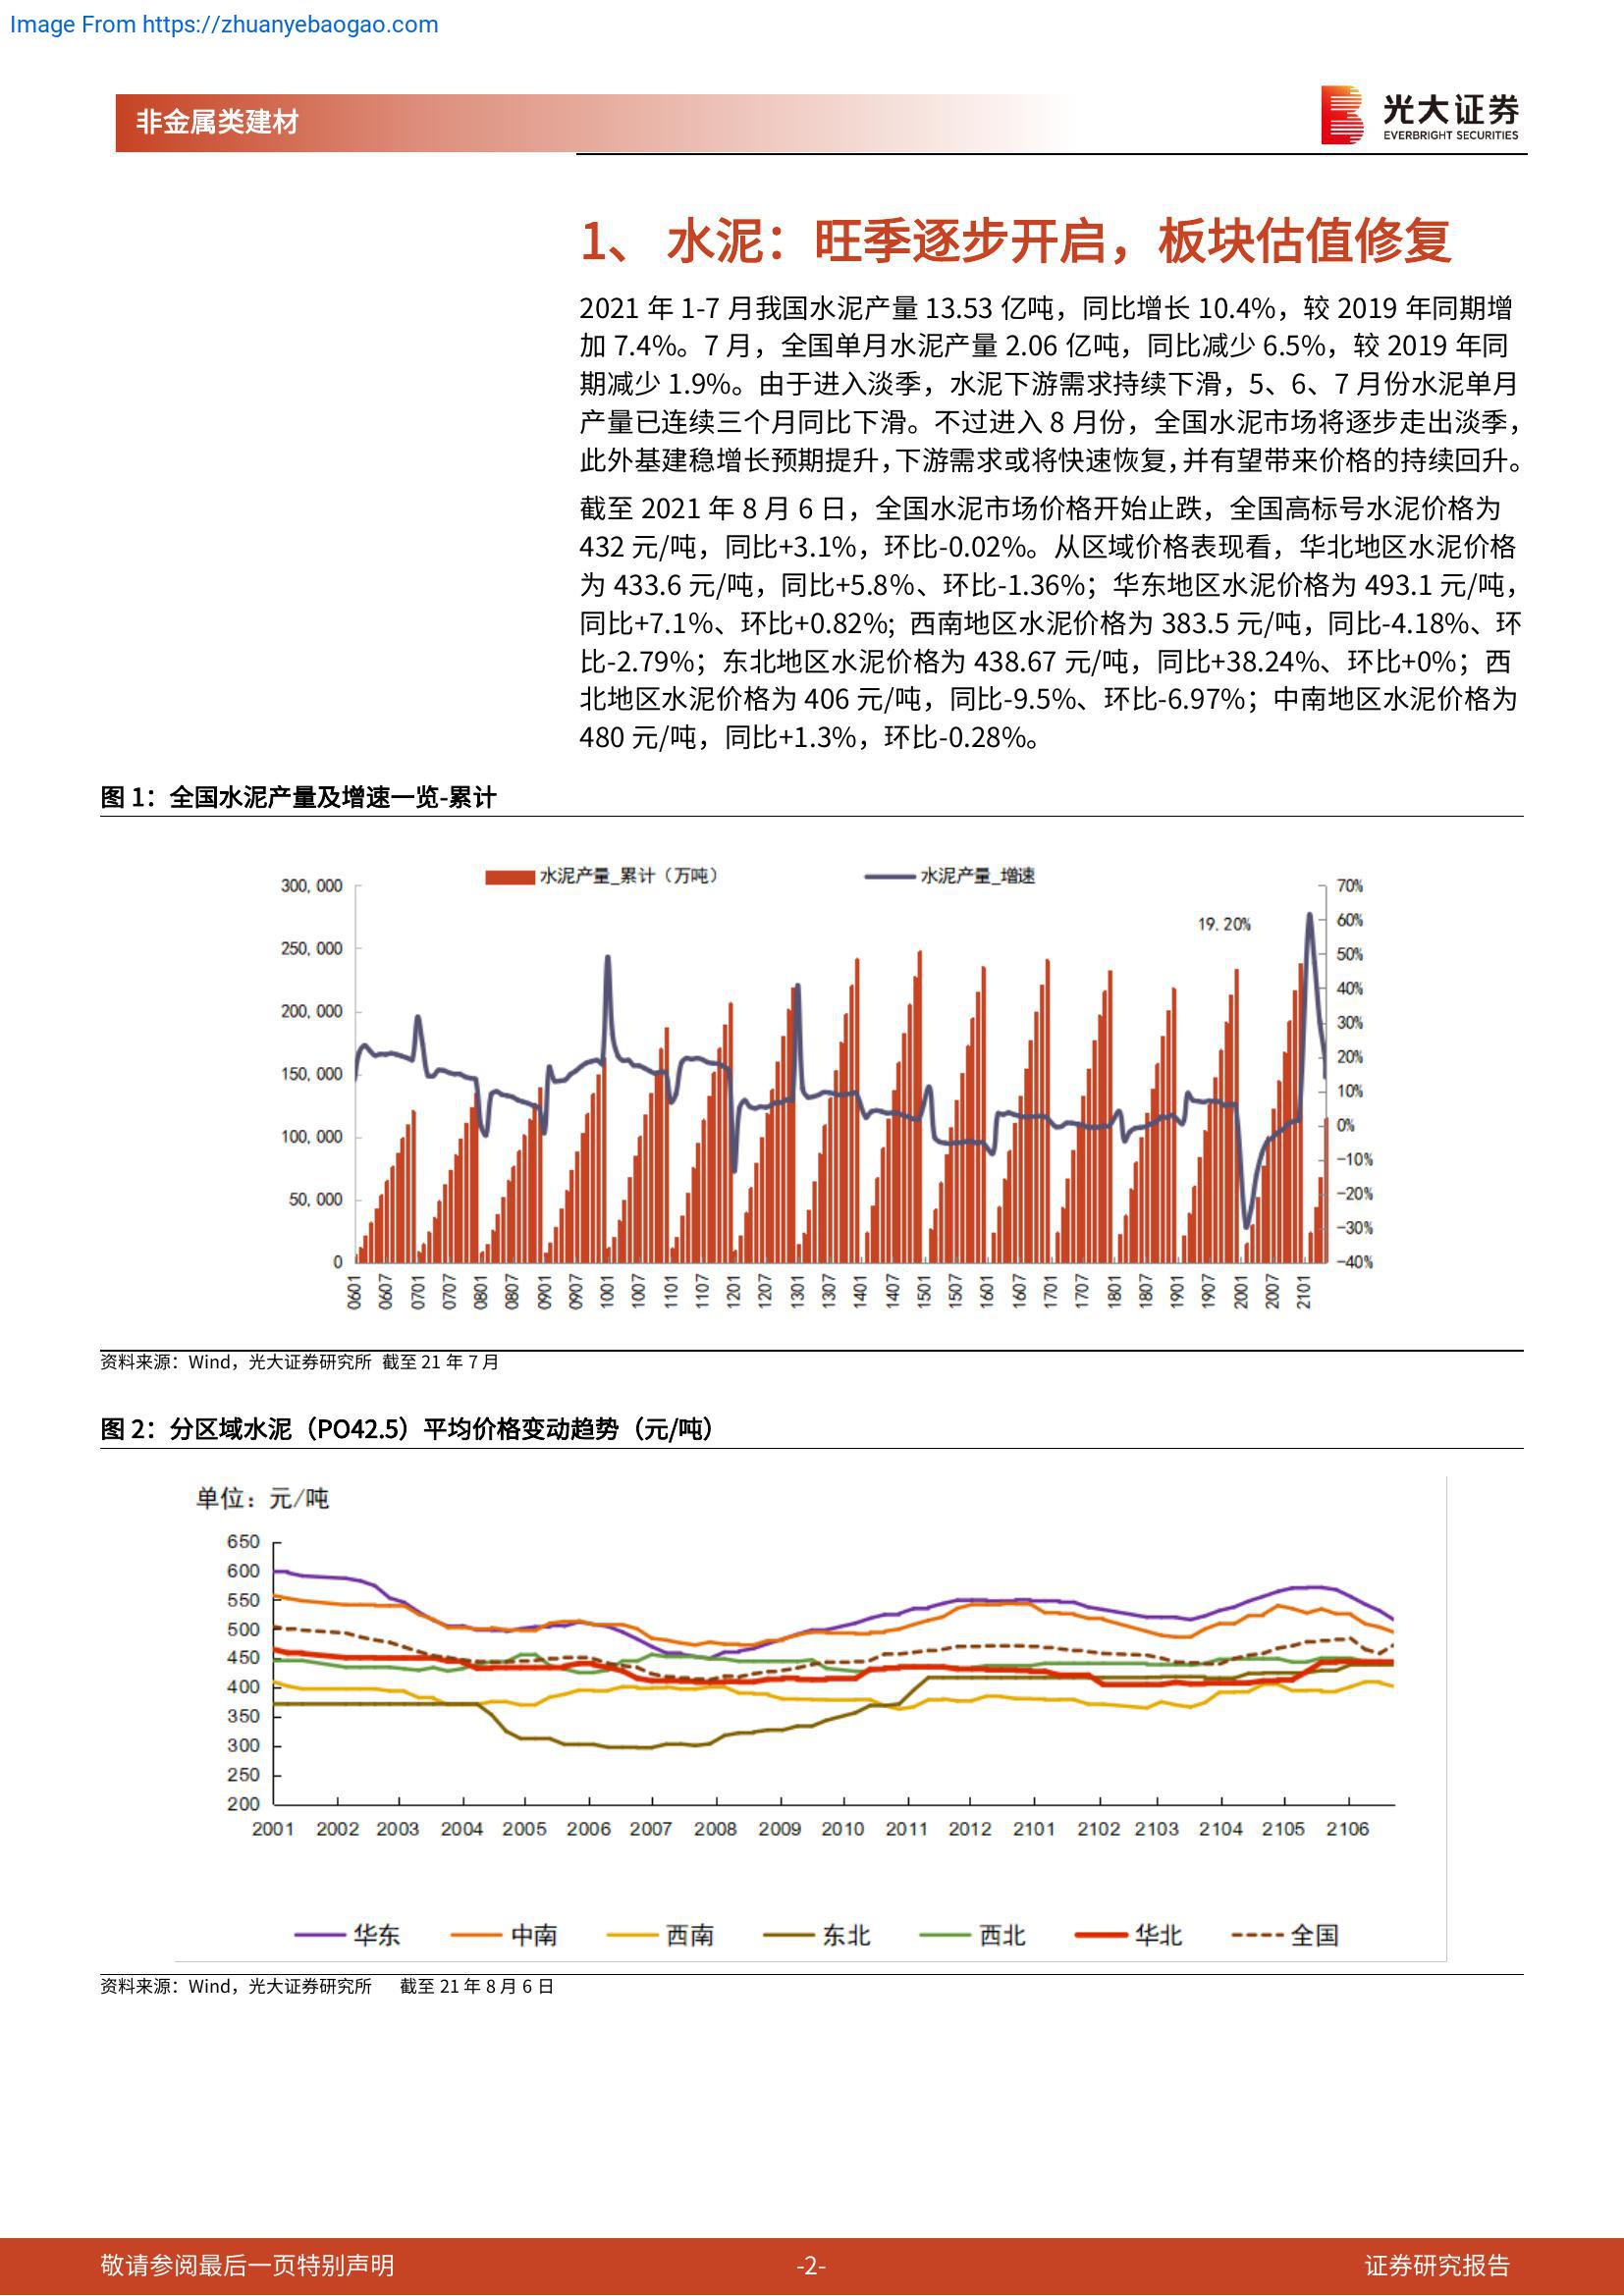 Image From https://zhuanyebaogao.com
非金属类建材
光大证券
EVERBRIGHT SECURITIES
1、 水泥：旺季逐步开启，板块估值修复
2021 年 1-7 月我国水泥产量 13.53 亿吨，同比增长 10.4%，较 2019 年同期增
加 7.4%。7 月，全国单月水泥产量 2.06 亿吨，同比减少 6.5%，较 2019 年同
期减少 1.9%。由于进入淡季，水泥下游需求持续下滑，5、6、7 月份水泥单月
产量已连续三个月同比下滑。不过进入 8 月份，全国水泥市场将逐步走出淡季，
此外基建稳增长预期提升，下游需求或将快速恢复，并有望带来价格的持续回升。
截至 2021 年 8 月 6 日，全国水泥市场价格开始止跌，全国高标号水泥价格为
432 元/吨，同比+3.1%，环比-0.02%。从区域价格表现看，华北地区水泥价格
为 433.6 元/吨，同比+5.8%、环比-1.36%；华东地区水泥价格为 493.1 元/吨，
同比+7.1%、环比+0.82%; 西南地区水泥价格为 383.5 元/吨，同比-4.18%、环
比-2.79%；东北地区水泥价格为 438.67 元/吨，同比+38.24%、环比+0%；西
北地区水泥价格为 406 元/吨，同比-9.5%、环比-6.97%；中南地区水泥价格为
480 元/吨，同比+1.3%，环比-0.28%。
图 1：全国水泥产量及增速一览-累计
水泥产量_累计（万吨） 水泥产量_增速
300,000
250,000
200,000
150,000
100,000
50,000
0
19.20%
70%
60%
50%
40%
30%
20%
10%
0%
-10%
-20%
-30%
-40%
0601 0607 0701 0707 0801 0807 0901 0907 1001 1007 1101 1107 1201 1207 1301 1307 1401 1407 1501 1507 1601 1607 1701 1707 1801 1807 1901 1907 2001 2007 2101
资料来源：Wind，光大证券研究所 截至 21 年 7 月
图 2：分区域水泥（PO42.5）平均价格变动趋势（元/吨）
单位：元/吨
650
600
550
500
450
400
350
300
250
200
2001 2002 2003 2004 2005 2006 2007 2008 2009 2010 2011 2012 2101 2102 2103 2104 2105 2106
华东 中南 西南 东北 西北 华北 全国
资料来源：Wind，光大证券研究所 截至 21 年 8 月 6 日
敬请参阅最后一页特别声明 -2- 证券研究报告